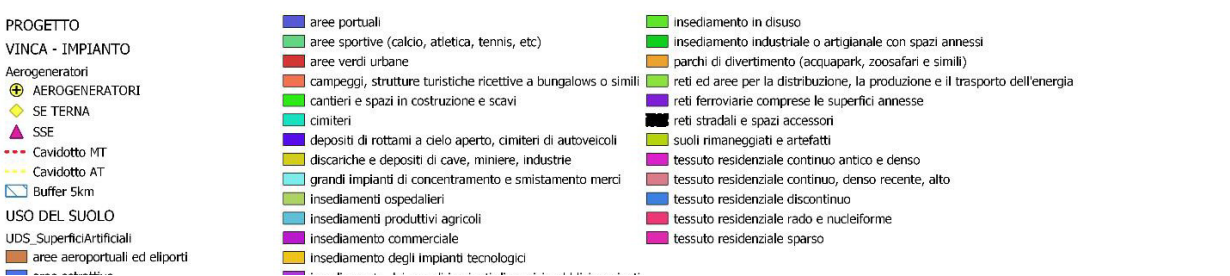 PROGETTO
VINCA - IMPIANTO
Aerogeneratori
AEROGENERATORI
SE TERNA
SSE
Cavidotto MT
Cavidotto AT
Buffer 5km
USO DEL SUOLO
UDS_SuperficiArtificiali
aree aeroportuali ed eliporti
aree estrattive
aree portuali
aree sportive (calcio, atletica, tennis, etc)
aree verdi urbane
campeggi, strutture turistiche ricettive a bungalows o simili
cantieri e spazi in costruzione e scavi
cimiteri
depositi di rottami a cielo aperto, cimiteri di autoveicoli
discariche e depositi di cave, miniere, industrie
grandi impianti di concentramento e smistamento merci
insediamenti ospedalieri
insediamenti produttivi agricoli
insediamento commerciale
insediamento degli impianti tecnologici
insediamento in disuso
insediamento industriale o artigianale con spazi annessi
parchi di divertimento (acquapark, zoosafari e simili)
reti ed aree per la distribuzione, la produzione e il trasporto dell'energia
reti ferroviarie comprese le superfici annesse
reti stradali e spazi accessori
suoli rimaneggiati e artefatti
tessuto residenziale continuo antico e denso
tessuto residenziale continuo, denso recente, alto
tessuto residenziale discontinuo
tessuto residenziale rado e nucleiforme
tessuto residenziale sparso